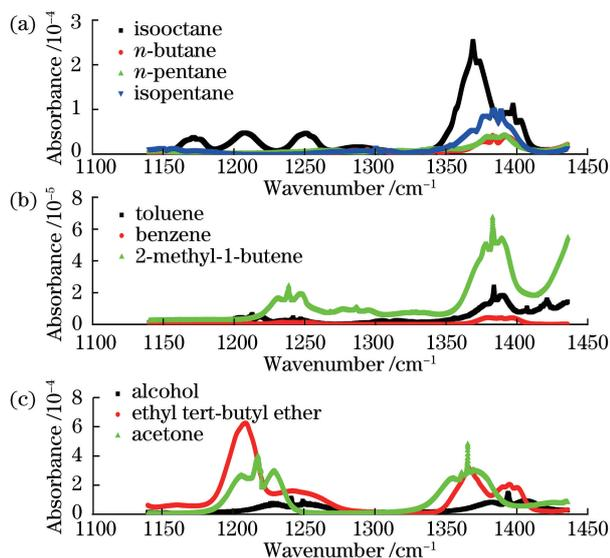 (a)
3
2
1
0
Absorbance /10⁻⁴
isooctane
n-butane
n-pentane
isopentane
1100 1150 1200 1250 1300 1350 1400 1450
Wavenumber /cm⁻¹
(b)
8
6
4
2
0
Absorbance /10⁻⁵
toluene
benzene
2-methyl-1-butene
1100 1150 1200 1250 1300 1350 1400 1450
Wavenumber /cm⁻¹
(c)
8
6
4
2
0
Absorbance /10⁻⁴
alcohol
ethyl tert-butyl ether
acetone
1100 1150 1200 1250 1300 1350 1400 1450
Wavenumber /cm⁻¹